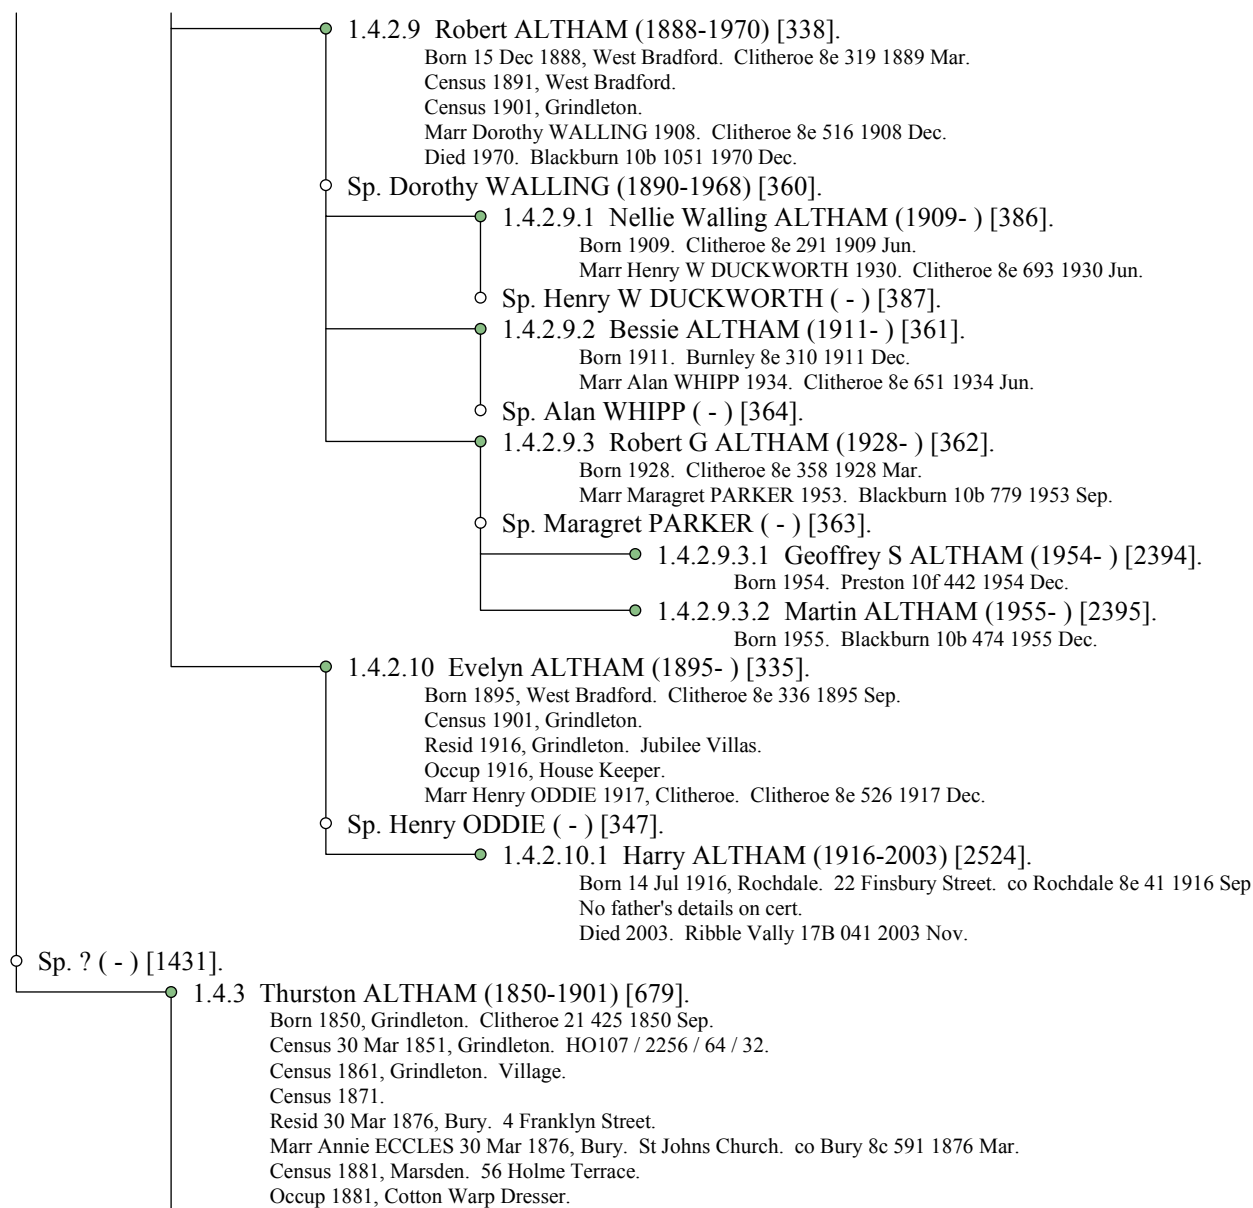 1.4.2.9 Robert ALTHAM (1888-1970) [338].
Born 15 Dec 1888, West Bradford. Clitheroe 8e 319 1889 Mar.
Census 1891, West Bradford.
Census 1901, Grindleton.
Marr Dorothy WALLING 1908. Clitheroe 8e 516 1908 Dec.
Died 1970. Blackburn 10b 1051 1970 Dec.
Sp. Dorothy WALLING (1890-1968) [360].
1.4.2.9.1 Nellie Walling ALTHAM (1909- ) [386].
Born 1909. Clitheroe 8e 291 1909 Jun.
Marr Henry W DUCKWORTH 1930. Clitheroe 8e 693 1930 Jun.
Sp. Henry W DUCKWORTH ( - ) [387].
1.4.2.9.2 Bessie ALTHAM (1911- ) [361].
Born 1911. Burnley 8e 310 1911 Dec.
Marr Alan WHIPP 1934. Clitheroe 8e 651 1934 Jun.
Sp. Alan WHIPP ( - ) [364].
1.4.2.9.3 Robert G ALTHAM (1928- ) [362].
Born 1928. Clitheroe 8e 358 1928 Mar.
Marr Maragret PARKER 1953. Blackburn 10b 779 1953 Sep.
Sp. Maragret PARKER ( - ) [363].
1.4.2.9.3.1 Geoffrey S ALTHAM (1954- ) [2394].
Born 1954. Preston 10f 442 1954 Dec.
1.4.2.9.3.2 Martin ALTHAM (1955- ) [2395].
Born 1955. Blackburn 10b 474 1955 Dec.
1.4.2.10 Evelyn ALTHAM (1895- ) [335].
Born 1895, West Bradford. Clitheroe 8e 336 1895 Sep.
Census 1901, Grindleton.
Resid 1916, Grindleton. Jubilee Villas.
Occup 1916, House Keeper.
Marr Henry ODDIE 1917, Clitheroe. Clitheroe 8e 526 1917 Dec.
Sp. Henry ODDIE ( - ) [347].
1.4.2.10.1 Harry ALTHAM (1916-2003) [2524].
Born 14 Jul 1916, Rochdale. 22 Finsbury Street. co Rochdale 8e 41 1916 Sep
No father's details on cert.
Died 2003. Ribble Vally 17B 041 2003 Nov.
Sp. ? ( - ) [1431].
1.4.3 Thurston ALTHAM (1850-1901) [679].
Born 1850, Grindleton. Clitheroe 21 425 1850 Sep.
Census 30 Mar 1851, Grindleton. HO107 / 2256 / 64 / 32.
Census 1861, Grindleton. Village.
Census 1871.
Resid 30 Mar 1876, Bury. 4 Franklyn Street.
Marr Annie ECCLES 30 Mar 1876, Bury. St Johns Church. co Bury 8c 591 1876 Mar.
Census 1881, Marsden. 56 Holme Terrace.
Occup 1881, Cotton Warp Dresser.